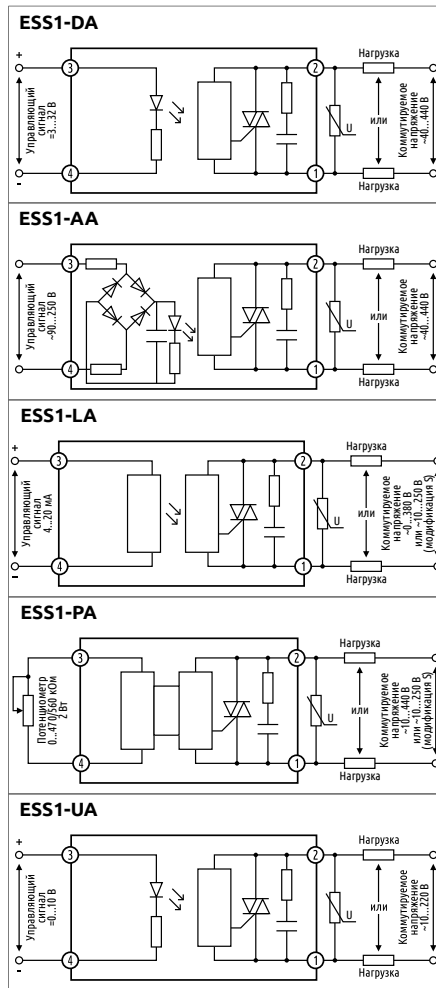 ESS1-DA
+
3
Управляющий
сигнал
=3...32 В
-
4
2
1
U
Нагрузка
или
Нагрузка
Коммутируемое
напряжение
~40...440 В
ESS1-AA
3
Управляющий
сигнал
~90...250 В
4
2
1
U
Нагрузка
или
Нагрузка
Коммутируемое
напряжение
~40...440 В
ESS1-LA
+
3
Управляющий
сигнал
4...20 мА
-
4
2
1
U
Нагрузка
или
Нагрузка
Коммутируемое
напряжение
~0...380 В
или ~10...250 В
(модификация S)
ESS1-PA
3
Потенциометр
0...470/560 кОм
2 Вт
4
2
1
U
Нагрузка
или
Нагрузка
Коммутируемое
напряжение
~10...440 В
или ~10...250 В
(модификация S)
ESS1-UA
+
3
Управляющий
сигнал
=0...10 В
-
4
2
1
U
Нагрузка
или
Нагрузка
Коммутируемое
напряжение
~10...220 В